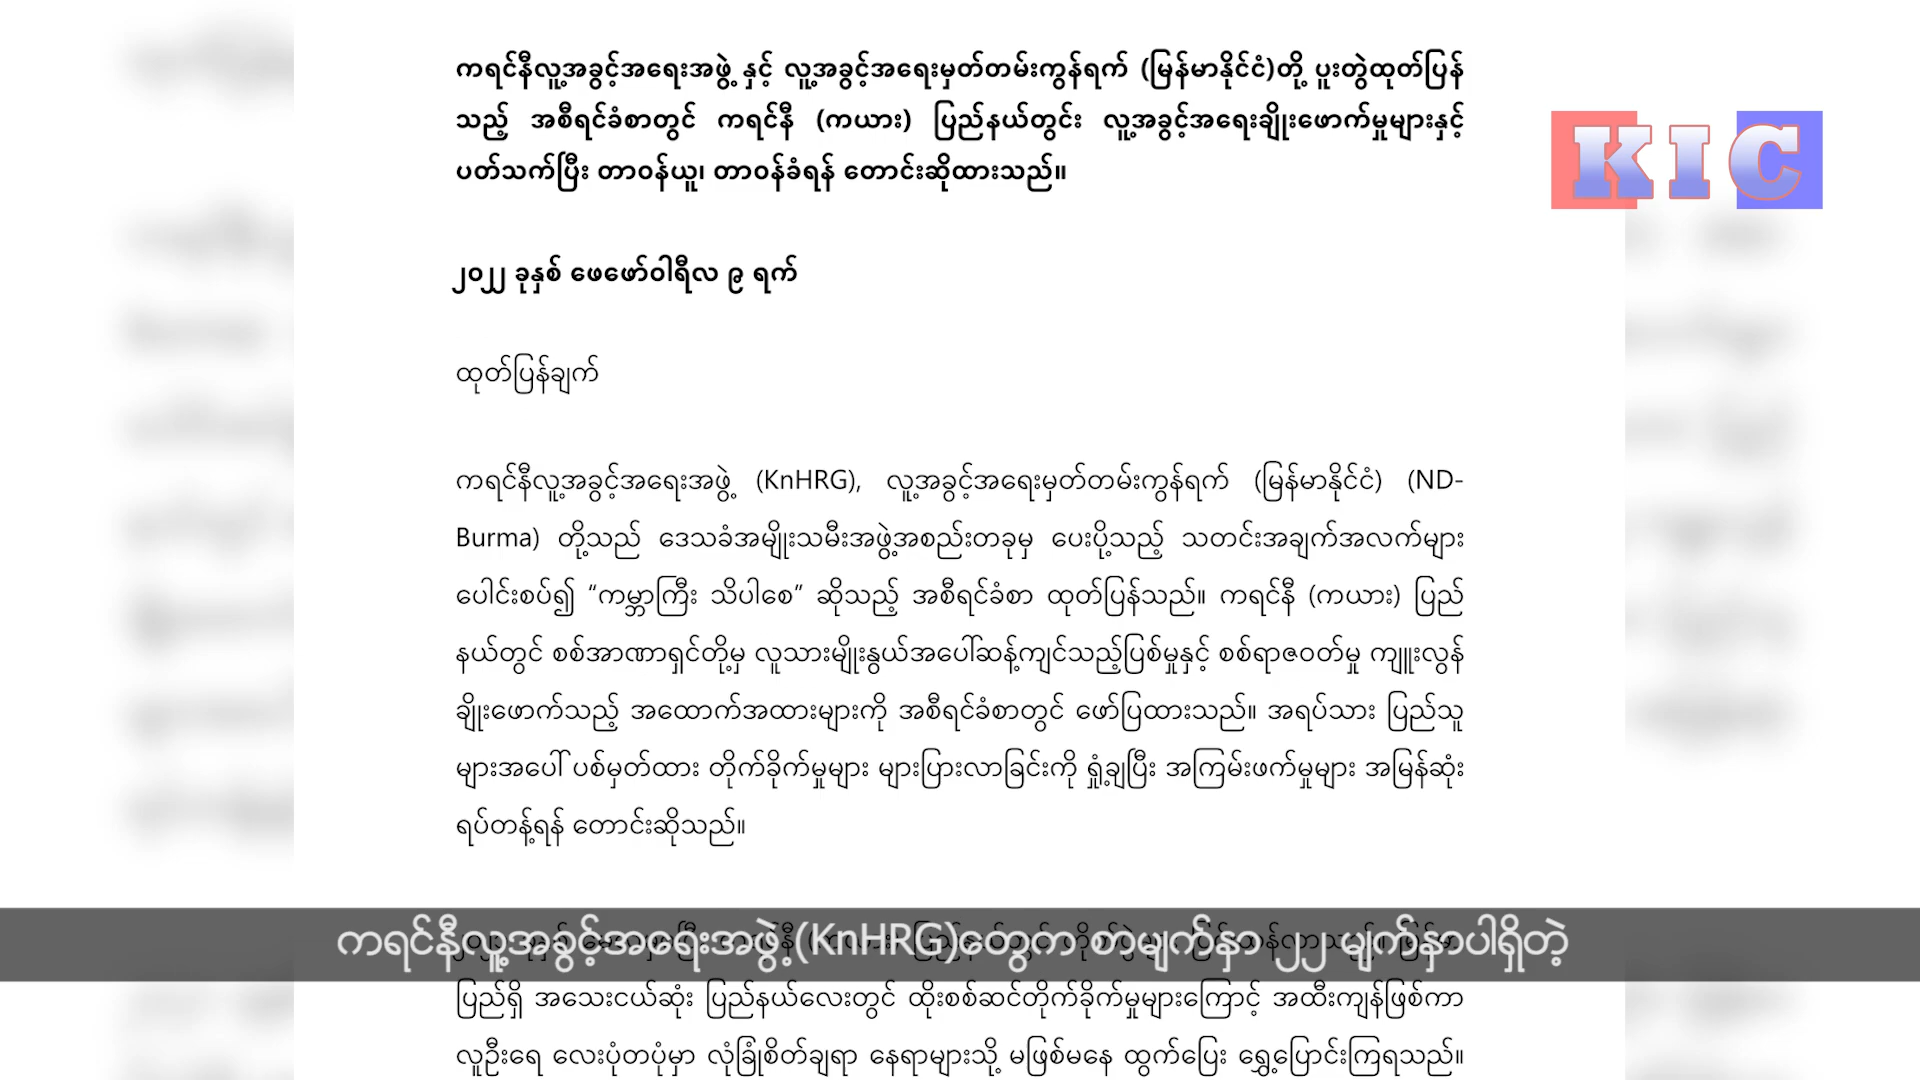 ကရင်နီလူ့အခွင့်အရေးအဖွဲ့ နှင့် လူ့အခွင့်အရေးမှတ်တမ်းကွန်ရက် (မြန်မာနိုင်ငံ)တို့ ပူးတွဲထုတ်ပြန်
သည့် အစီရင်ခံစာတွင် ကရင်နီ (ကယား) ပြည်နယ်တွင်း လူ့အခွင့်အရေးချိုးဖောက်မှုများနှင့်
ပတ်သက်ပြီး တာဝန်ယူ၊ တာဝန်ခံရန် တောင်းဆိုထားသည်။
KIC
၂၀၂၂ ခုနှစ် ဖေဖော်ဝါရီလ ၉ ရက်
ထုတ်ပြန်ချက်
ကရင်နီလူ့အခွင့်အရေးအဖွဲ့ (KnHRG), လူ့အခွင့်အရေးမှတ်တမ်းကွန်ရက် (မြန်မာနိုင်ငံ) (ND-
Burma) တို့သည် ဒေသခံအမျိုးသမီးအဖွဲ့အစည်းတခုမှ ပေးပို့သည့် သတင်းအချက်အလက်များ
ပေါင်းစပ်၍ “ကမ္ဘာကြီး သိပါစေ” ဆိုသည့် အစီရင်ခံစာ ထုတ်ပြန်သည်။ ကရင်နီ (ကယား) ပြည်
နယ်တွင် စစ်အာဏာရှင်တို့မှ လူသားမျိုးနွယ်အပေါ်ဆန့်ကျင်သည့်ပြစ်မှုနှင့် စစ်ရာဇဝတ်မှု ကျူးလွန်
ချိုးဖောက်သည့် အထောက်အထားများကို အစီရင်ခံစာတွင် ဖော်ပြထားသည်။ အရပ်သား ပြည်သူ
များအပေါ် ပစ်မှတ်ထား တိုက်ခိုက်မှုများ များပြားလာခြင်းကို ရှုံ့ချပြီး အကြမ်းဖက်မှုများ အမြန်ဆုံး
ရပ်တန့်ရန် တောင်းဆိုသည်။
ကရင်နီလူ့အခွင့်အရေးအဖွဲ့(KnHRG)တွေက စာမျက်နှာ ၂၂ မျက်နှာပါရှိတဲ့
ပြည်ရှိ အသေးငယ်ဆုံး ပြည်နယ်လေးတွင် ထိုးစစ်ဆင်တိုက်ခိုက်မှုများကြောင့် အထီးကျန်ဖြစ်ကာ
လူဦးရေ လေးပုံတပုံမှာ လုံခြုံစိတ်ချရာ နေရာများသို့ မဖြစ်မနေ ထွက်ပြေး ရွှေ့ပြောင်းကြရသည်။